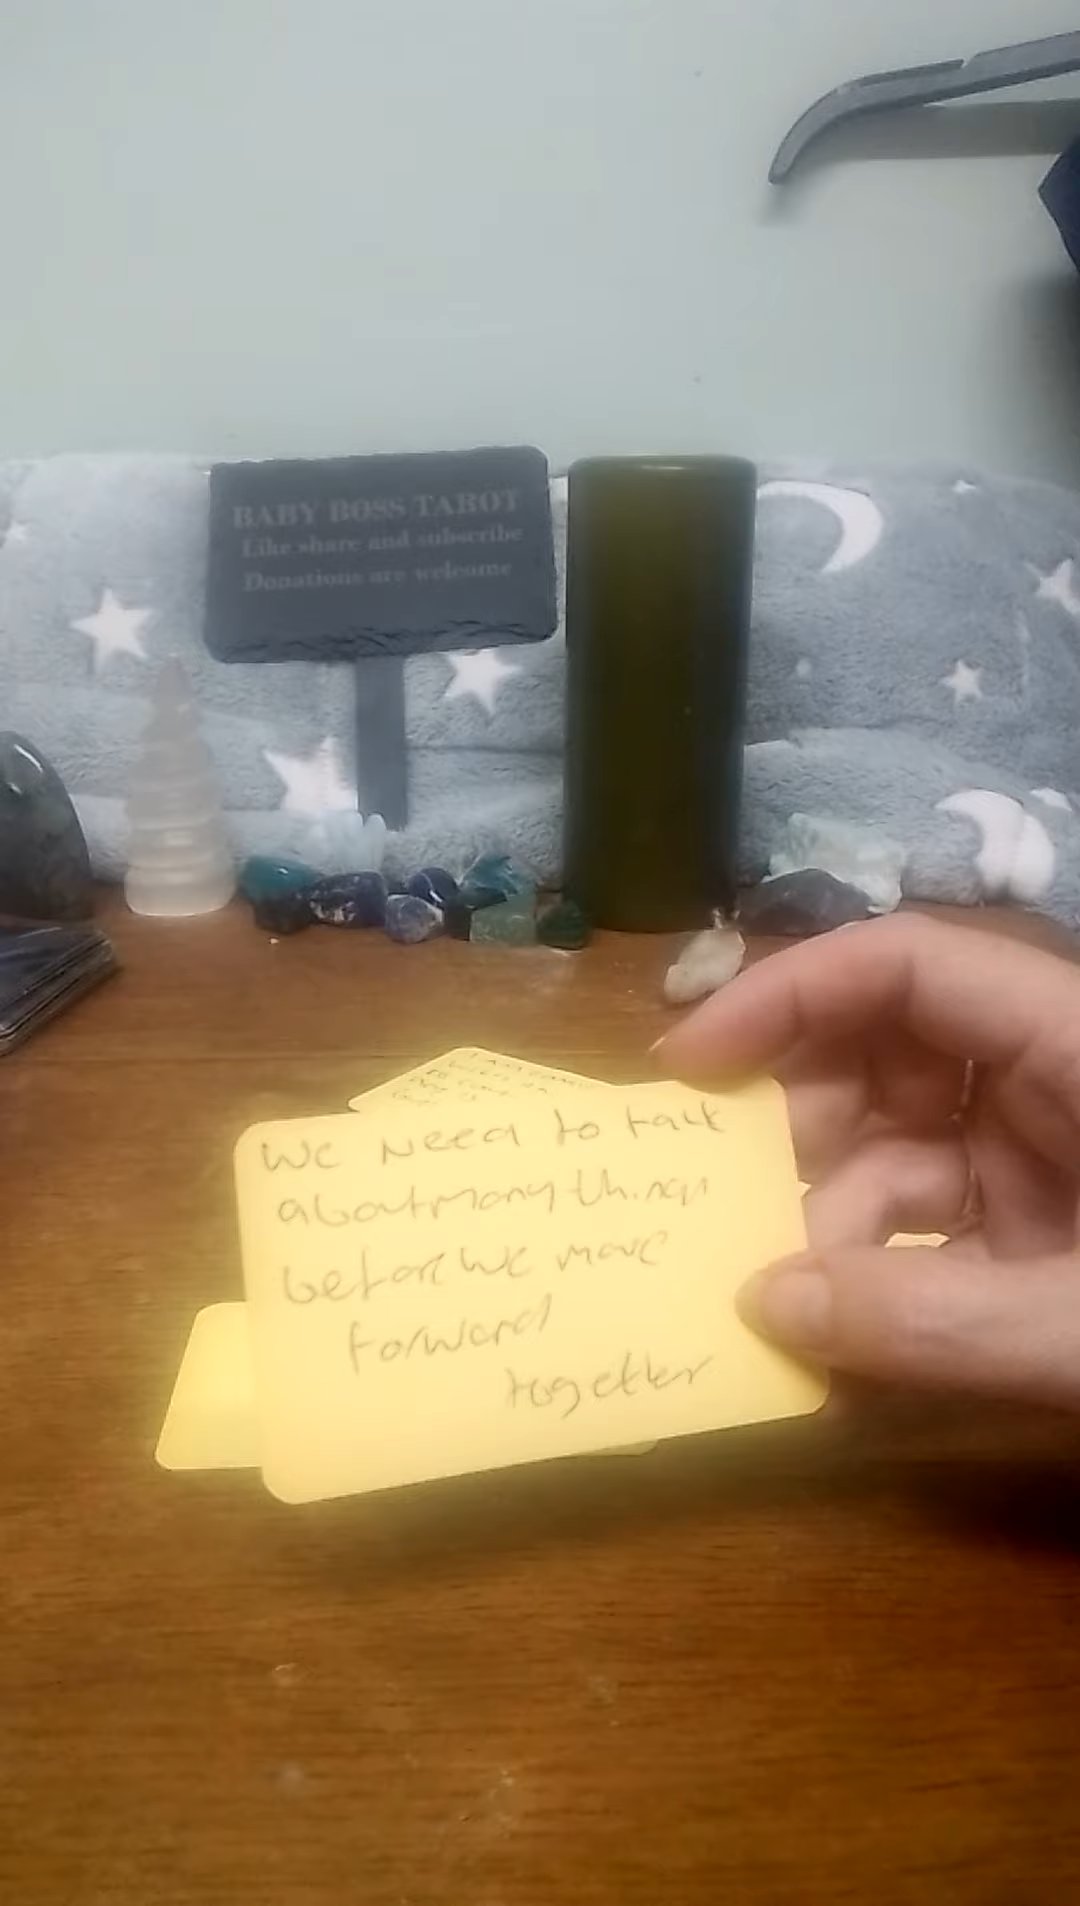 BABY BOSS TAROT
Like share and subscribe
Donations are welcome
We Need to talk
about many things
before we move
forward
together